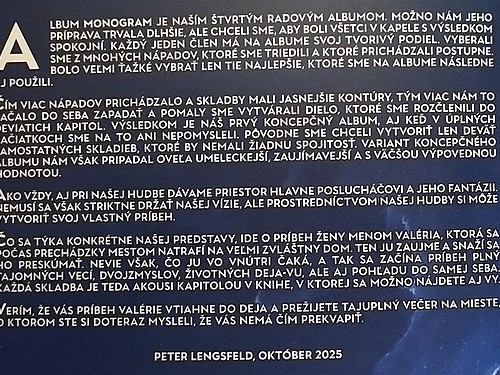 ALBUM MONOGRAM JE NAŠÍM ŠTVRTÝM RADOVÝM ALBUMOM. MOŽNO NÁM JEHO
PRÍPRAVA TRVALA DLHŠIE, ALE CHCELI SME, ABY BOLI VŠETCI V KAPELE S VÝSLEDKOM
SPOKOJNÍ. KAŽDÝ JEDEN ČLEN MÁ NA ALBUME SVOJ TVORIVÝ PODIEL. VYBERALI
SME Z MNOHÝCH NÁPADOV, KTORÉ SME TRIEDILI A KTORÉ PRICHÁDZALI POSTUPNE.
BOLO VEĽMI ŤAŽKÉ VYBRAŤ LEN TIE NAJLEPŠIE, KTORÉ SME NA ALBUME NÁSLEDNE
J POUŽILI.
ČÍM VIAC NÁPADOV PRICHÁDZALO A SKLADBY MALI JASNEJŠIE KONTÚRY, TÝM VIAC NÁM TO
AČALO DO SEBA ZAPADAŤ A POMALY SME VYTVÁRALI DIELO, KTORÉ SME ROZČLENILI DO
DEVIATICH KAPITOL. VÝSLEDKOM JE NÁŠ PRVÝ KONCEPČNÝ ALBUM, AJ KEĎ V ÚPLNÝCH
AČIATKOCH SME NA TO ANI NEPOMYSLELI. PÔVODNE SME CHCELI VYTVORIŤ LEN DEVÄŤ
AMOSTATNÝCH SKLADIEB, KTORÉ BY NEMALI ŽIADNU SPOJITOSŤ. VARIANT KONCEPČNÉHO
ALBUMU NÁM VŠAK PRIPADAL OVEĽA UMELECKEJŠÍ, ZAUJÍMAVEJŠÍ A S VÄČŠOU VÝPOVEDNOU
HODNOTOU.
AKO VŽDY, AJ PRI NAŠEJ HUDBE DÁVAME PRIESTOR HLAVNE POSLUCHÁČOVI A JEHO FANTÁZII.
NEMUSÍ SA VŠAK STRIKTNE DRŽAŤ NAŠEJ VÍZIE, ALE PROSTREDNÍCTVOM NAŠEJ HUDBY SI MÔŽE
VYTVORIŤ SVOJ VLASTNÝ PRÍBEH.
ČO SA TÝKA KONKRÉTNE NAŠEJ PREDSTAVY, IDE O PRÍBEH ŽENY MENOM VALÉRIA, KTORÁ SA
POČAS PRECHÁDZKY MESTOM NATRAFÍ NA VEĽMI ZVLÁŠTNY DOM. TEN JU ZAUJME A SNAŽÍ SA
HO PRESKÚMAŤ. NEVIE VŠAK, ČO JU VO VNÚTRI ČAKÁ, A TAK SA ZAČÍNA PRÍBEH PLNÝ
TAJOMNÝCH VECÍ, DVOJZMYSLOV, ŽIVOTNÝCH DEJA-VU, ALE AJ POHĽADU DO SAMEJ SEBA.
KAŽDÁ SKLADBA JE TEDA AKOUSI KAPITOLOU V KNIHE, V KTOREJ SA MOŽNO NÁJDETE AJ VY.
VERÍM, ŽE VÁS PRÍBEH VALÉRIE VTIAHNE DO DEJA A PREŽIJETE TAJUPLNÝ VEČER NA MIESTE,
O KTOROM STE SI DOTERAZ MYSLELI, ŽE VÁS NEMÁ ČÍM PREKVAPIŤ.
PETER LENGSFELD, OKTÓBER 2025